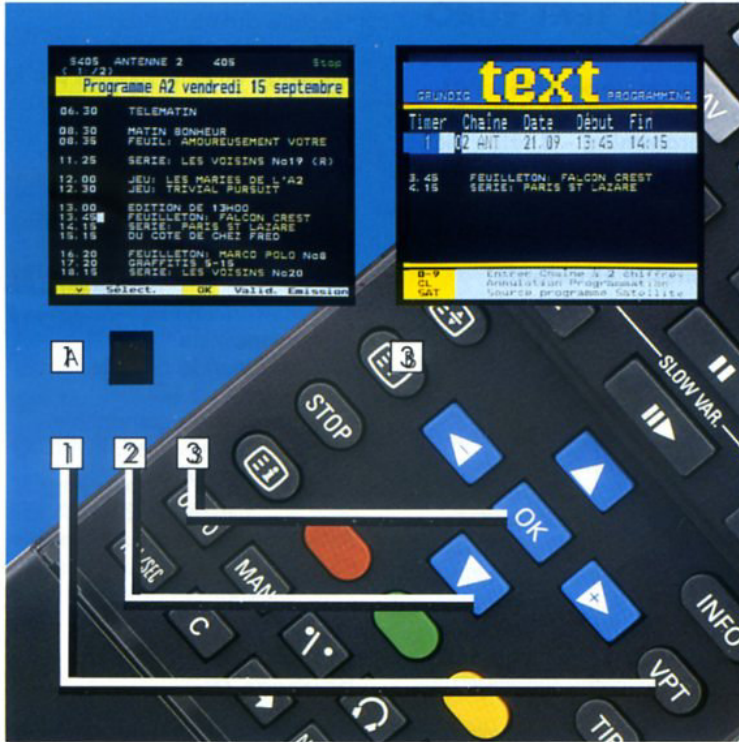 S405 ANTENNE 2 405 Stop
( 1 /2)
Programme A2 vendredi 15 septembre
06.30 TELEMATIN
08.30 MATIN BONHEUR
08.35 FEUIL: AMOUREUSEMENT VOTRE
11.25 SERIE: LES VOISINS No19 (R)
12.00 JEU: LES MARIES DE L'A2
12.30 JEU: TRIVIAL PURSUIT
13.00 EDITION DE 13H00
13.45 FEUILLETON: FALCON CREST
14.15 SERIE: PARIS ST LAZARE
15.15 DU COTE DE CHEZ FRED
16.20 FEUILLETON: MARCO POLO No8
17.20 GRAFFITIS 5-15
18.15 SERIE: LES VOISINS No20
Sélect. OK Valid. Emission
GRUNDIG text PROGRAMMING
Timer Chaîne Date Début Fin
1 02 ANT 21.09 13:45 14:15
3.45 FEUILLETON: FALCON CREST
4.15 SERIE: PARIS ST LAZARE
0-9 Entrer Chaîne à 2 chiffres
CL Annulation Programmation
SAT Source programme Satellite
1
2
3
STOP
SLOW VAR.
OK
MAN
C
INFO
VPT